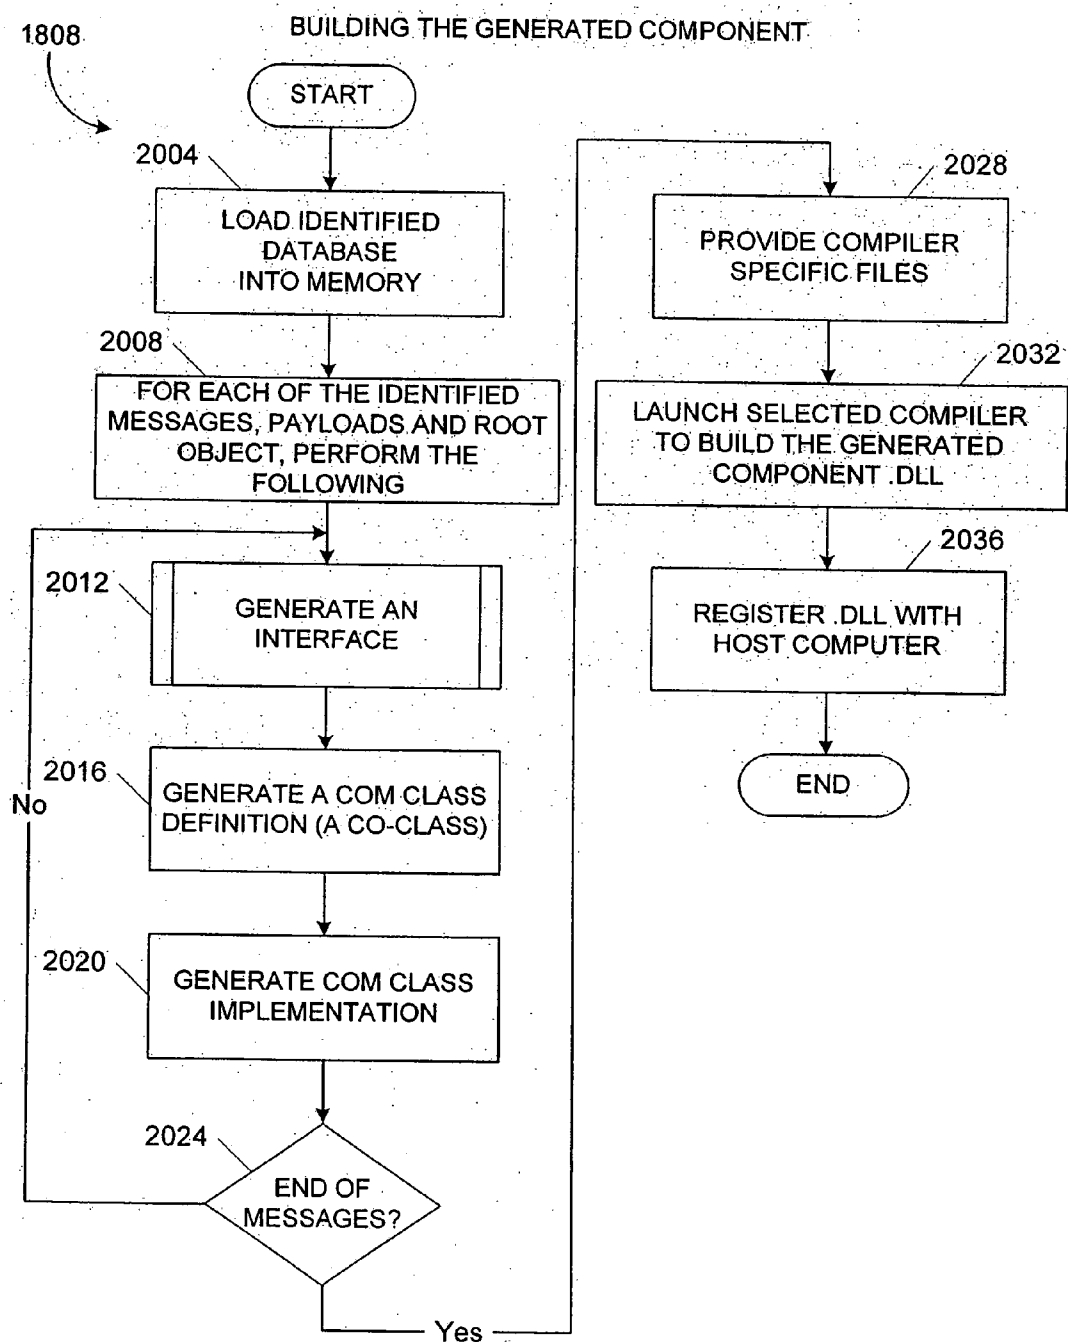 BUILDING THE GENERATED COMPONENT
1808
START
2004
LOAD IDENTIFIED
DATABASE
INTO MEMORY
2008
FOR EACH OF THE IDENTIFIED
MESSAGES, PAYLOADS AND ROOT
OBJECT, PERFORM THE
FOLLOWING
2012
GENERATE AN
INTERFACE
2016
GENERATE A COM CLASS
DEFINITION (A CO-CLASS)
No
2020
GENERATE COM CLASS
IMPLEMENTATION
2024
END OF
MESSAGES?
Yes
2028
PROVIDE COMPILER
SPECIFIC FILES
2032
LAUNCH SELECTED COMPILER
TO BUILD THE GENERATED
COMPONENT .DLL
2036
REGISTER .DLL WITH
HOST COMPUTER
END